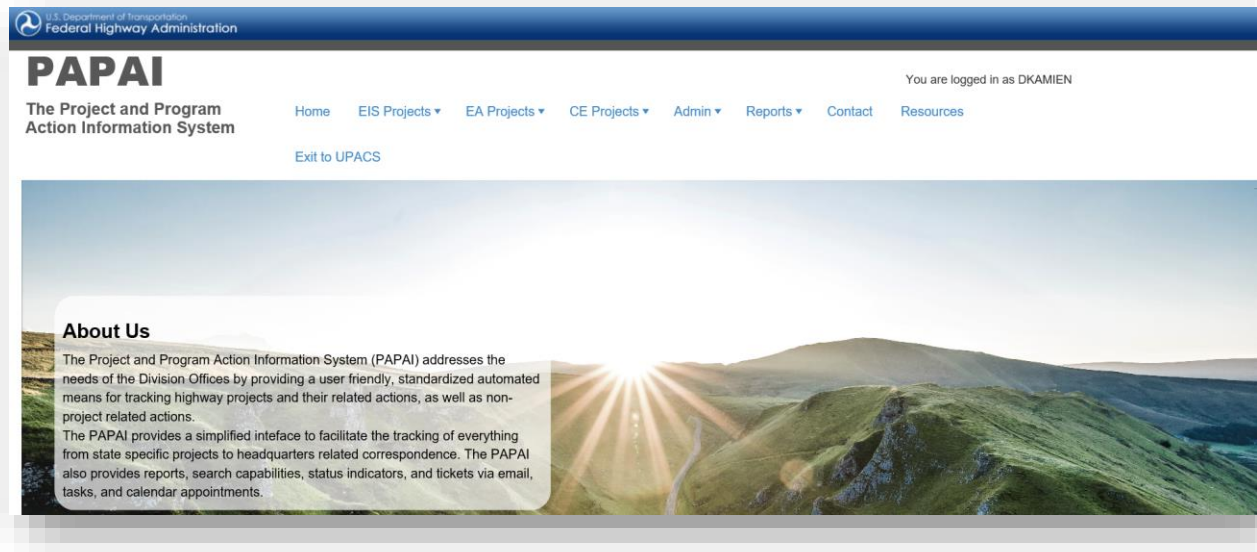 U.S. Department of Transportation
Federal Highway Administration
PAPAI
You are logged in as DKAMIEN
The Project and Program
Action Information System
Home EIS Projects ▾ EA Projects ▾ CE Projects ▾ Admin ▾ Reports ▾ Contact Resources
Exit to UPACS
About Us
The Project and Program Action Information System (PAPAI) addresses the
needs of the Division Offices by providing a user friendly, standardized automated
means for tracking highway projects and their related actions, as well as non-
project related actions.
The PAPAI provides a simplified inteface to facilitate the tracking of everything
from state specific projects to headquarters related correspondence. The PAPAI
also provides reports, search capabilities, status indicators, and tickets via email,
tasks, and calendar appointments.